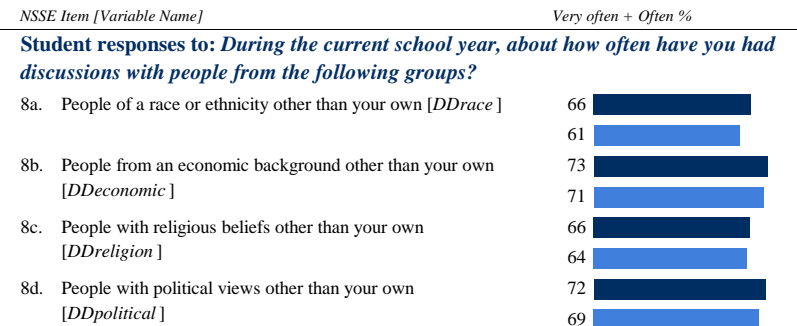 NSSE Item [Variable Name] Very often + Often %
Student responses to: During the current school year, about how often have you had
discussions with people from the following groups?
8a. People of a race or ethnicity other than your own [DDrace ] 66
61
8b. People from an economic background other than your own 73
[DDeconomic ] 71
8c. People with religious beliefs other than your own 66
[DDreligion ] 64
8d. People with political views other than your own 72
[DDpolitical ] 69